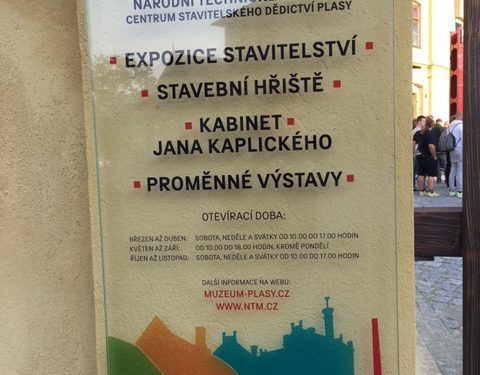 NÁRODNÍ TECHNICKÉ
CENTRUM STAVITELSKÉHO DĚDICTVÍ PLASY
EXPOZICE STAVITELSTVÍ
STAVEBNÍ HŘIŠTĚ
KABINET
JANA KAPLICKÉHO
PROMĚNNÉ VÝSTAVY
OTEVÍRACÍ DOBA:
BŘEZEN AŽ DUBEN: SOBOTA, NEDĚLE A SVÁTKY OD 10.00 DO 17.00 HODIN
KVĚTEN AŽ ZÁŘÍ: OD 10.00 DO 18.00 HODIN, KROMĚ PONDĚLÍ
ŘÍJEN AŽ LISTOPAD: SOBOTA, NEDĚLE A SVÁTKY OD 10.00 DO 17.00 HODIN
DALŠÍ INFORMACE NA WEBU:
MUZEUM-PLASY.CZ
WWW.NTM.CZ